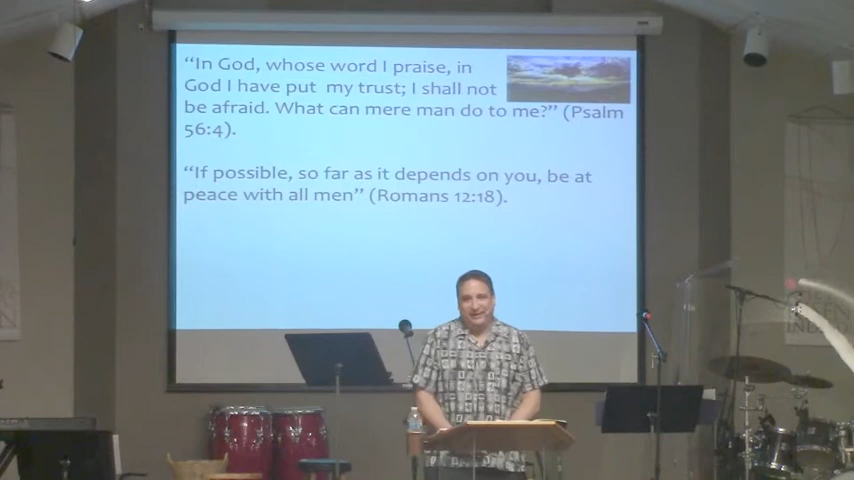 “In God, whose word I praise, in
God I have put my trust; I shall not
be afraid. What can mere man do to me?” (Psalm
56:4).
“If possible, so far as it depends on you, be at
peace with all men” (Romans 12:18).